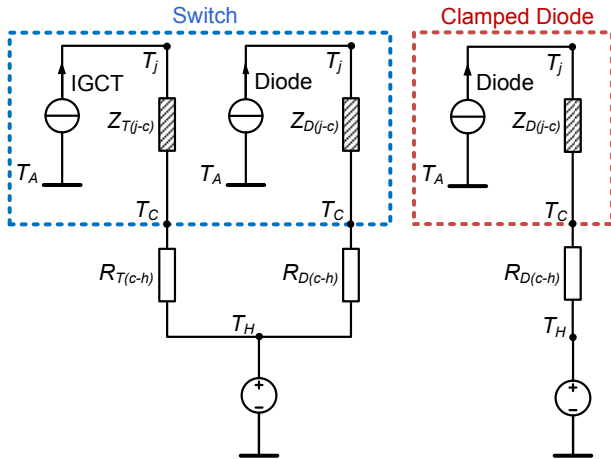 Switch
Clamped Diode
Tj Tj Tj
IGCT Diode Diode
ZT(j-c) ZD(j-c) ZD(j-c)
TA TA TA
TC TC TC
RT(c-h) RD(c-h) RD(c-h)
TH TH
+ +
− −